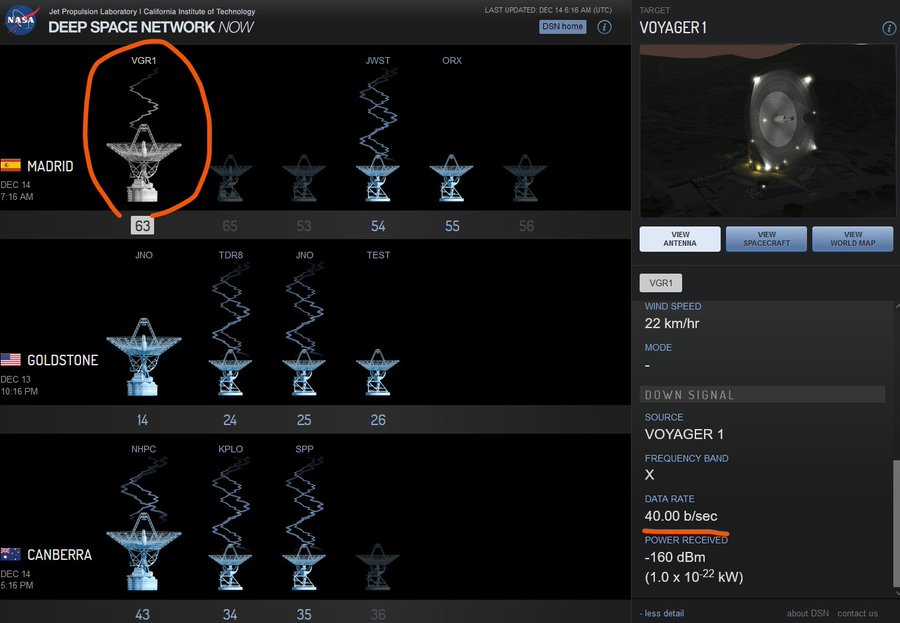 NASA
Jet Propulsion Laboratory | California Institute of Technology
DEEP SPACE NETWORK NOW
LAST UPDATED: DEC 14 6:16 AM (UTC)
DSN home
i
VGR1
JWST
ORX
MADRID
DEC 14
7:16 AM
63
65
53
54
55
56
JNO
TDR8
JNO
TEST
GOLDSTONE
DEC 13
10:16 PM
14
24
25
26
NHPC
KPLO
SPP
CANBERRA
DEC 14
5:16 PM
43
34
35
36
TARGET
VOYAGER 1
i
VIEW ANTENNA
VIEW SPACECRAFT
VIEW WORLD MAP
VGR1
WIND SPEED
22 km/hr
MODE
-
DOWN SIGNAL
SOURCE
VOYAGER 1
FREQUENCY BAND
X
DATA RATE
40.00 b/sec
POWER RECEIVED
-160 dBm
(1.0 x 10⁻²² kW)
- less detail
about DSN
contact us